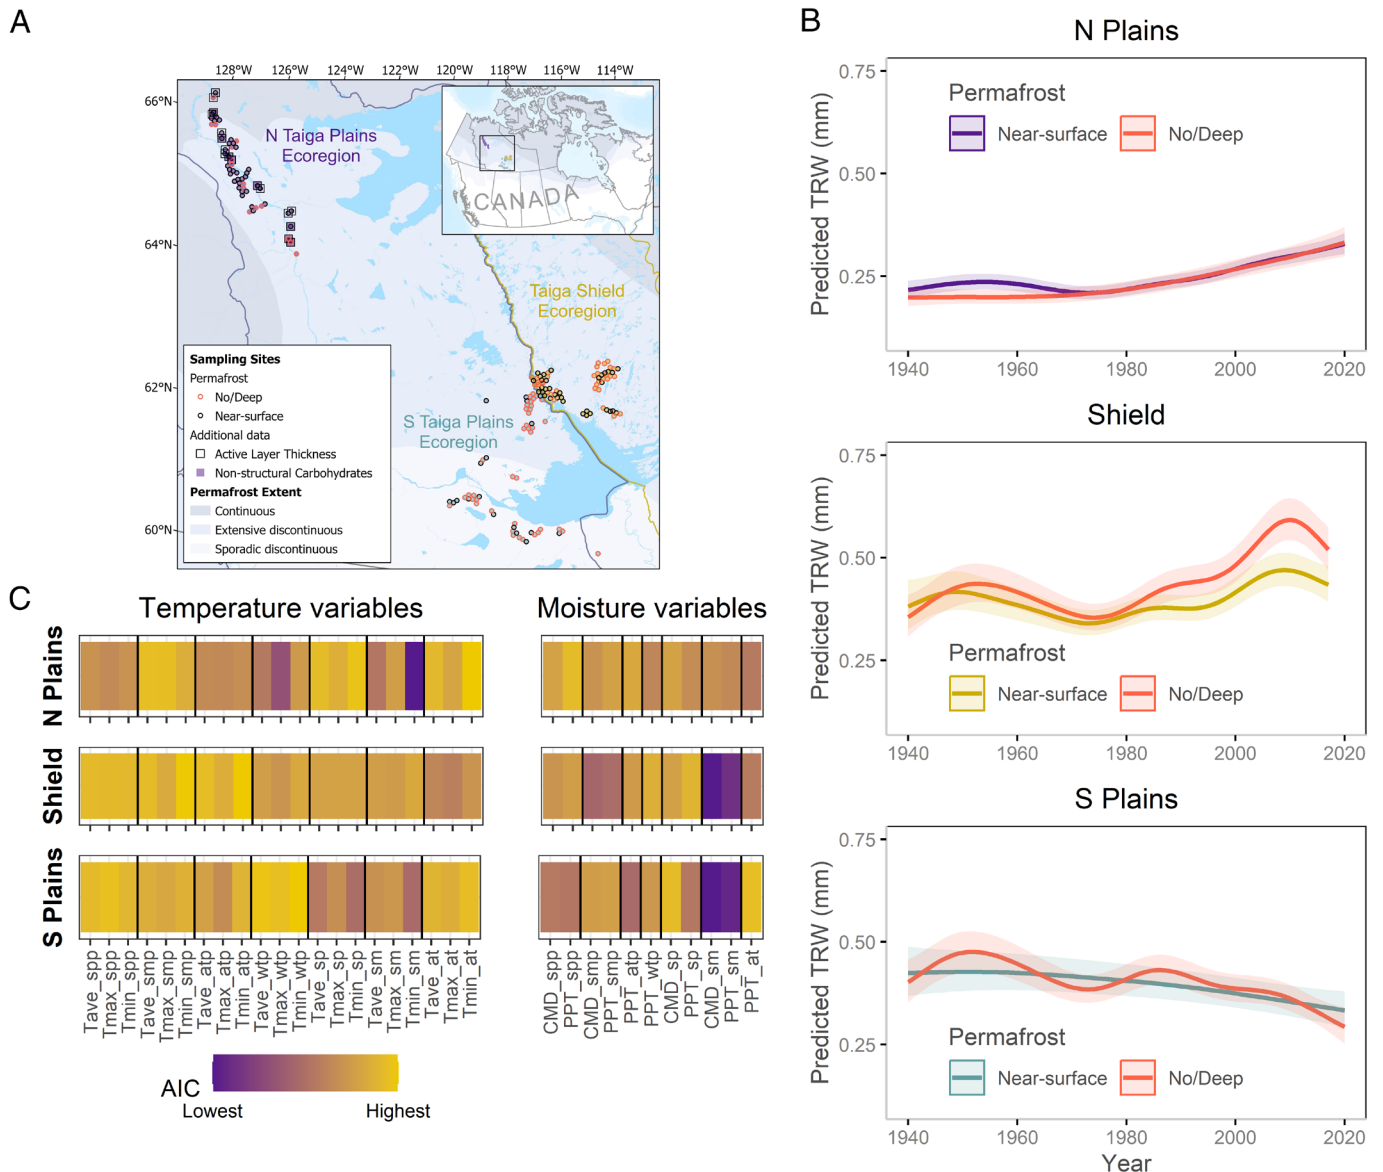 A
128°W 126°W 124°W 122°W 120°W 118°W 116°W 114°W
66°N
64°N
62°N
60°N
N Taiga Plains
Ecoregion
CANADA
Taiga Shield
Ecoregion
S Taiga Plains
Ecoregion
Sampling Sites
Permafrost
No/Deep
Near-surface
Additional data
Active Layer Thickness
Non-structural Carbohydrates
Permafrost Extent
Continuous
Extensive discontinuous
Sporadic discontinuous
B
N Plains
Predicted TRW (mm)
0.75
0.50
0.25
Permafrost
Near-surface No/Deep
1940 1960 1980 2000 2020
Shield
Predicted TRW (mm)
0.75
0.50
0.25
Permafrost
Near-surface No/Deep
1940 1960 1980 2000 2020
S Plains
Predicted TRW (mm)
0.75
0.50
0.25
Permafrost
Near-surface No/Deep
1940 1960 1980 2000 2020
Year
C
Temperature variables Moisture variables
N Plains
Shield
S Plains
Tave_spp
Tmax_spp
Tmin_spp
Tave_smp
Tmax_smp
Tmin_smp
Tave_atp
Tmax_atp
Tmin_atp
Tave_wtp
Tmax_wtp
Tmin_wtp
Tave_sp
Tmax_sp
Tmin_sp
Tave_sm
Tmax_sm
Tmin_sm
Tave_at
Tmax_at
Tmin_at
CMD_spp
PPT_spp
CMD_smp
PPT_smp
PPT_atp
PPT_wtp
CMD_sp
PPT_sp
CMD_sm
PPT_sm
PPT_at
AIC
Lowest Highest